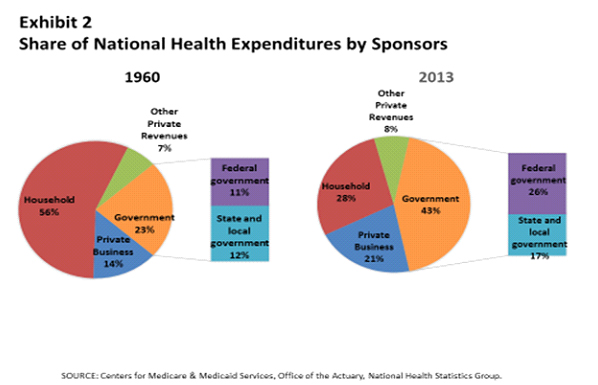 Exhibit 2
Share of National Health Expenditures by Sponsors
1960
Other
Private
Revenues
7%
Household
56%
Government
23%
Private
Business
14%
Federal
government
11%
State and
local
government
12%
2013
Other
Private
Revenues
8%
Household
28%
Government
43%
Private
Business
21%
Federal
government
26%
State and
local
government
17%
SOURCE: Centers for Medicare & Medicaid Services, Office of the Actuary, National Health Statistics Group.